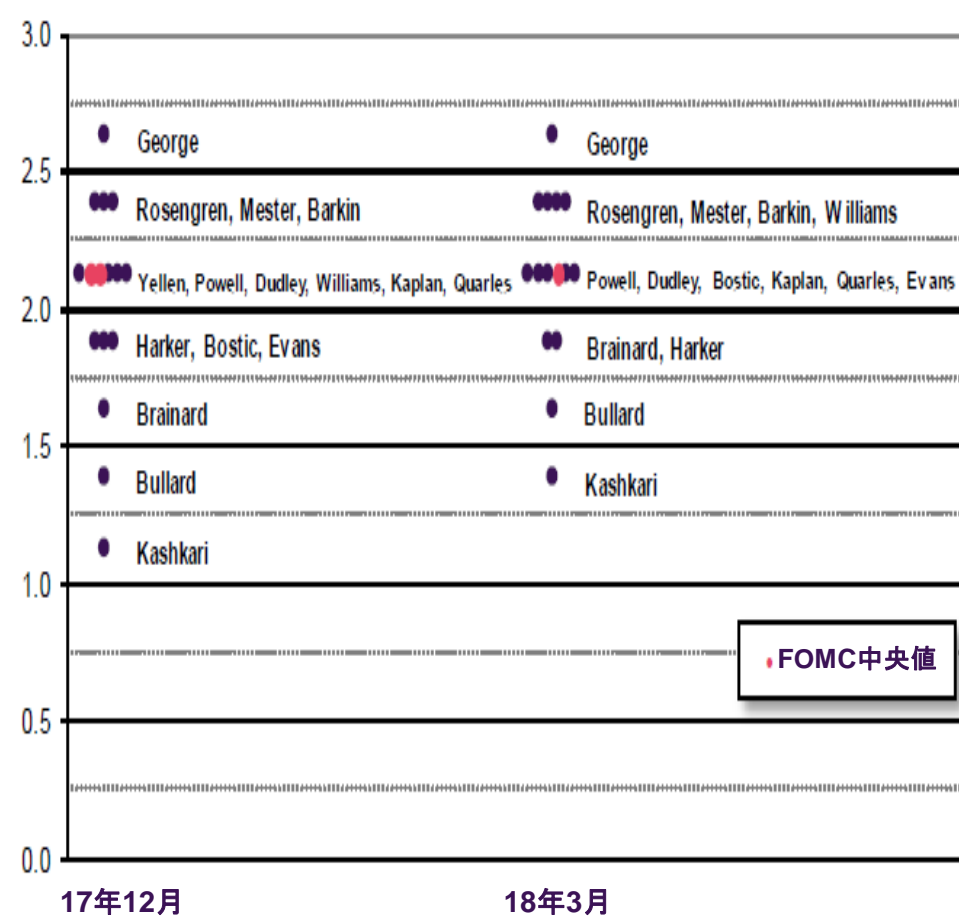 3.0
George George
2.5
Rosengren, Mester, Barkin Rosengren, Mester, Barkin, Williams
Yellen, Powell, Dudley, Williams, Kaplan, Quarles Powell, Dudley, Bostic, Kaplan, Quarles, Evans
2.0
Harker, Bostic, Evans Brainard, Harker
Brainard Bullard
1.5
Bullard Kashkari
Kashkari
1.0
FOMC中央値
0.5
0.0
17年12月 18年3月